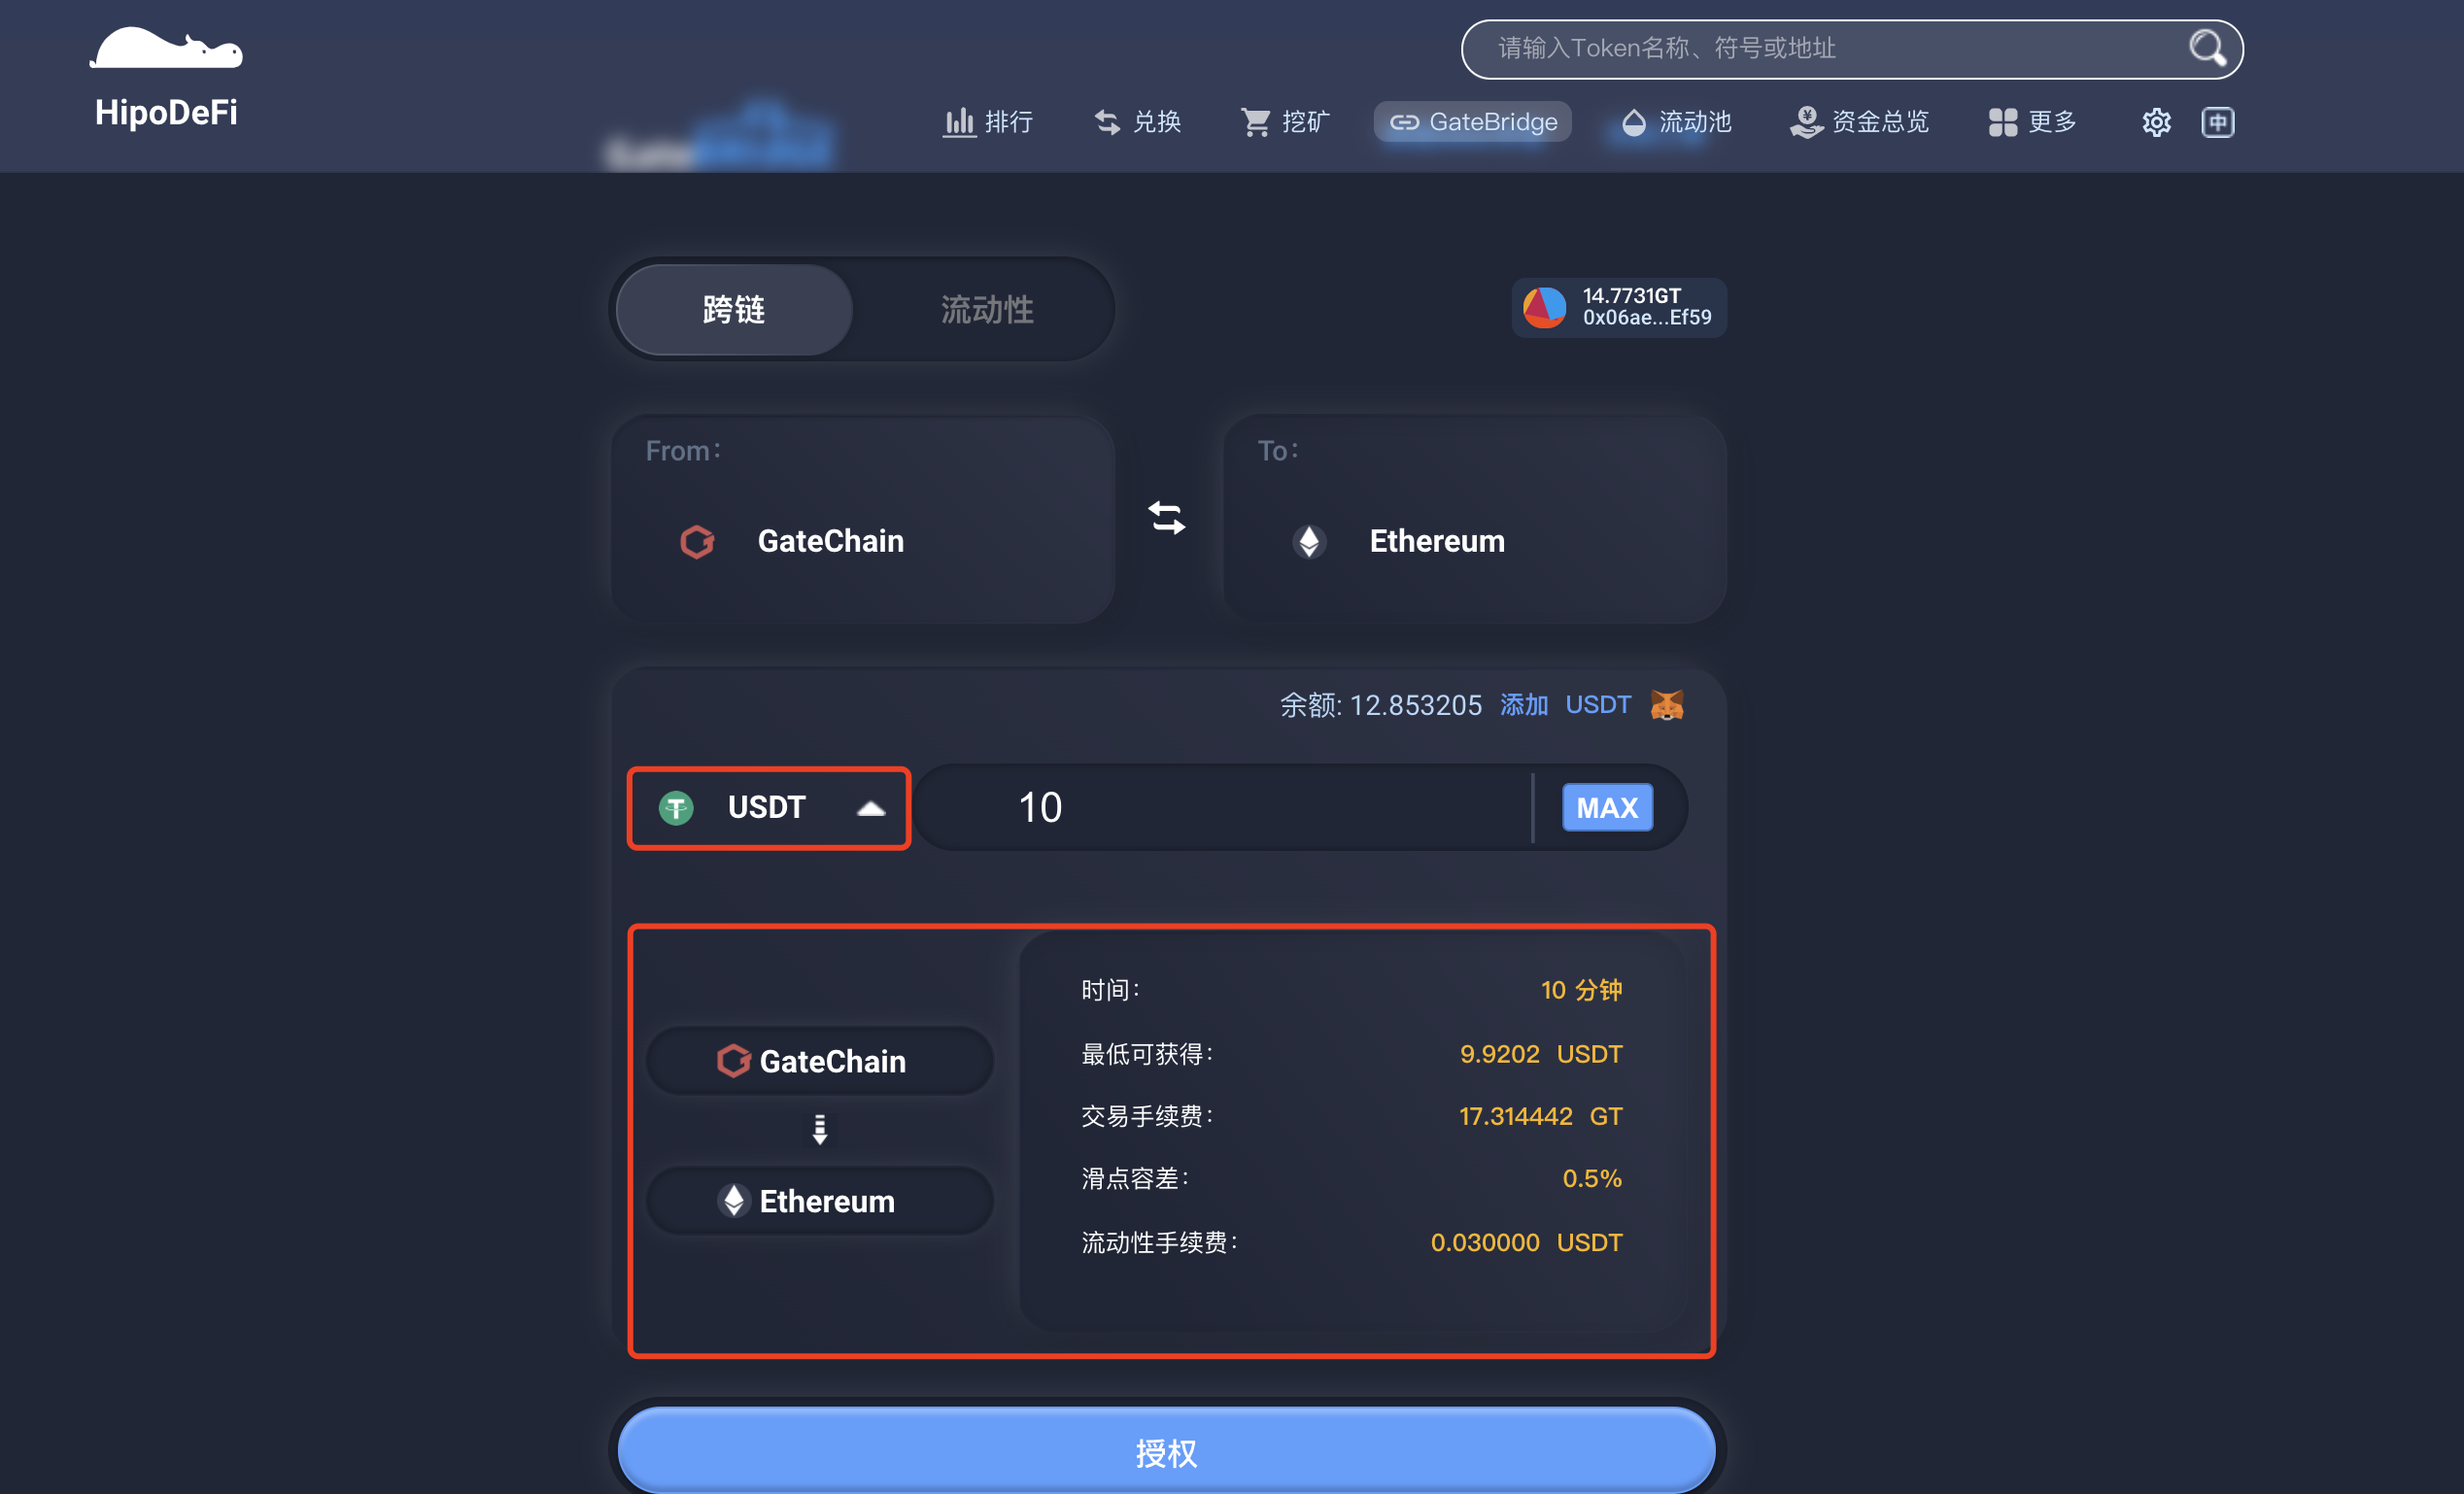 HipoDeFi
请输入Token名称、符号或地址
排行 兑换 挖矿 GateBridge 流动池 资金总览 更多 中
跨链 流动性
14.7731GT
0x06ae...Ef59
From:
GateChain
To:
Ethereum
余额: 12.853205 添加 USDT
USDT 10 MAX
GateChain
Ethereum
时间: 10 分钟
最低可获得: 9.9202 USDT
交易手续费: 17.314442 GT
滑点容差: 0.5%
流动性手续费: 0.030000 USDT
授权